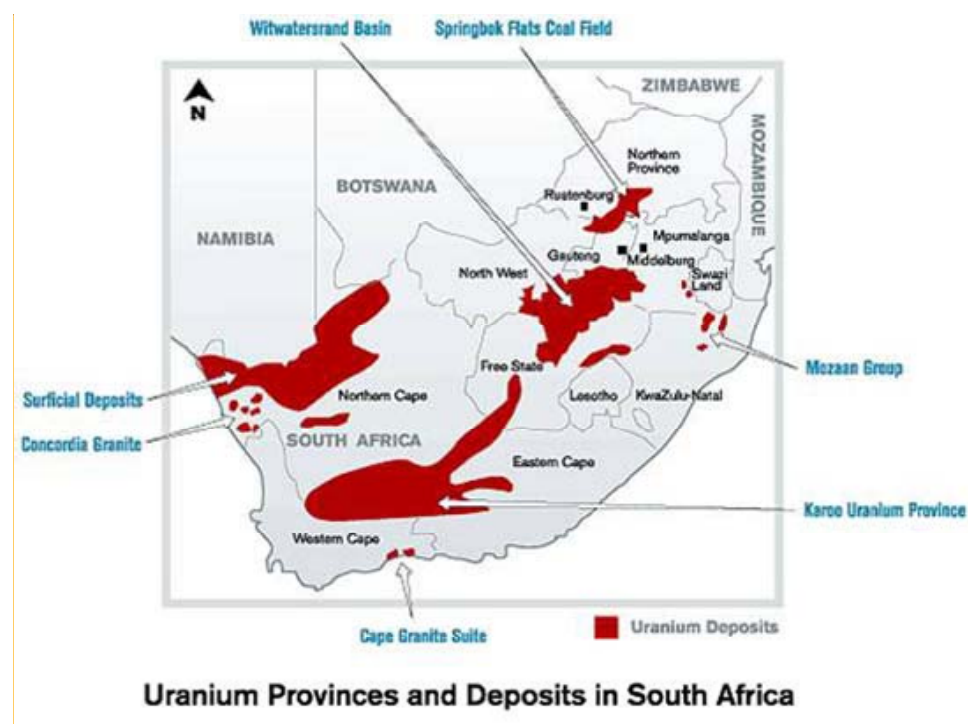 Witwatersrand Basin
Springbok Flats Coal Field
N
ZIMBABWE
MOZAMBIQUE
Northern
Province
BOTSWANA
Rustenburg
NAMIBIA
Mpumalanga
Gauteng
Middelburg
North West
Swazi
Land
Free State
Mozaan Group
Surficial Deposits
Northern Cape
Lesotho
KwaZulu-Natal
Concordia Granite
SOUTH AFRICA
Eastern Cape
Karoo Uranium Province
Western Cape
Cape Granite Suite
Uranium Deposits
Uranium Provinces and Deposits in South Africa